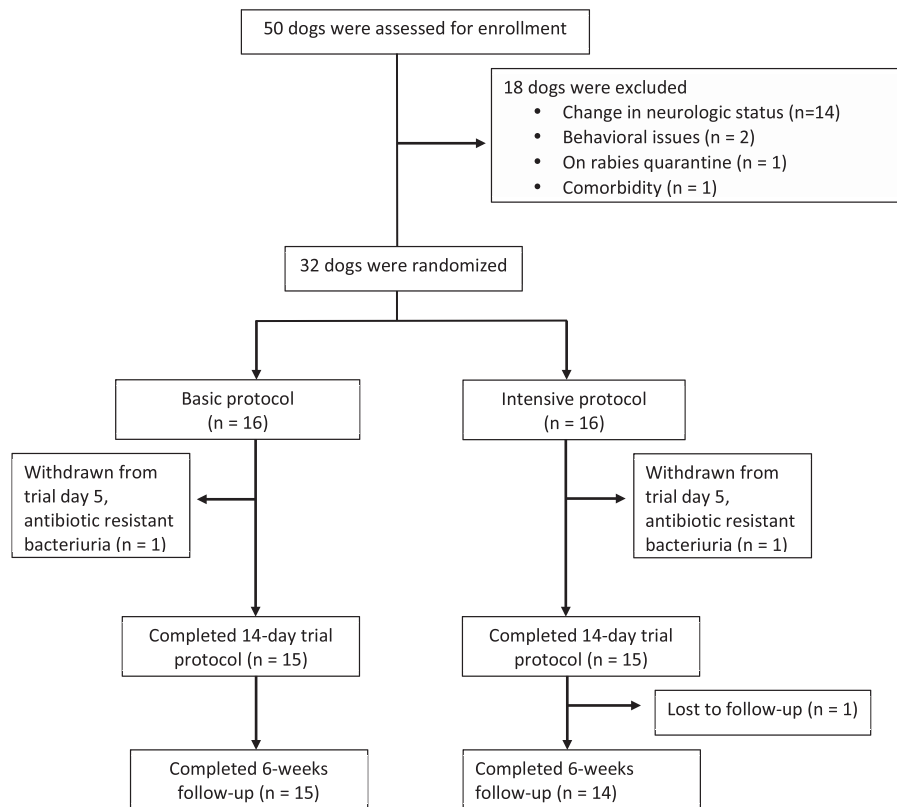 50 dogs were assessed for enrollment
18 dogs were excluded
• Change in neurologic status (n=14)
• Behavioral issues (n = 2)
• On rabies quarantine (n = 1)
• Comorbidity (n = 1)
32 dogs were randomized
Basic protocol
(n = 16)
Intensive protocol
(n = 16)
Withdrawn from
trial day 5,
antibiotic resistant
bacteriuria (n = 1)
Withdrawn from
trial day 5,
antibiotic resistant
bacteriuria (n = 1)
Completed 14-day trial
protocol (n = 15)
Completed 14-day trial
protocol (n = 15)
Lost to follow-up (n = 1)
Completed 6-weeks
follow-up (n = 15)
Completed 6-weeks
follow-up (n = 14)